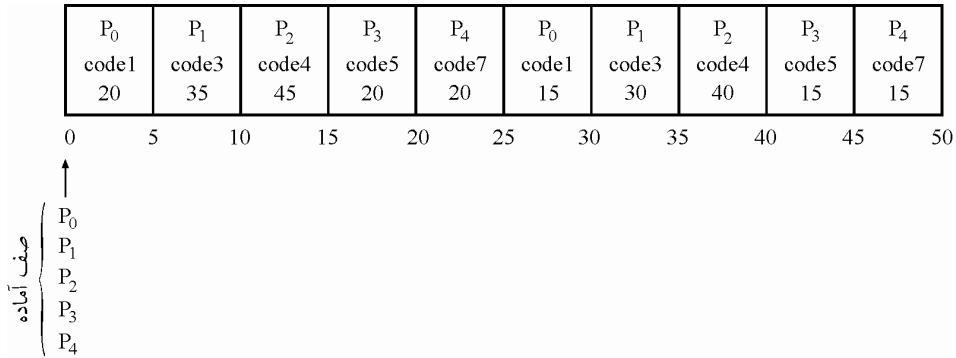 P₀ P₁ P₂ P₃ P₄ P₀ P₁ P₂ P₃ P₄
code1 code3 code4 code5 code7 code1 code3 code4 code5 code7
20 35 45 20 20 15 30 40 15 15
0 5 10 15 20 25 30 35 40 45 50
صف آماده
P₀
P₁
P₂
P₃
P₄